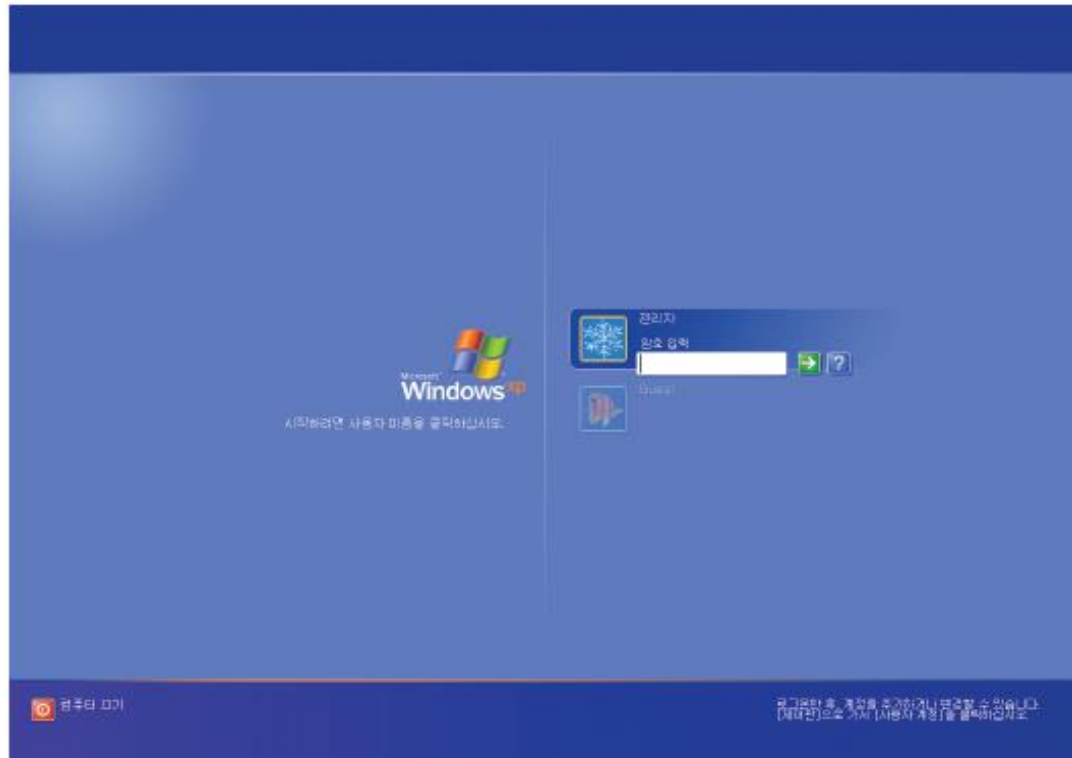 관리자
암호 입력
Guest
Microsoft
Windows xp
시작하려면 사용자 이름을 클릭하십시오.
컴퓨터 끄기
로그온한 후, 계정을 추가하거나 변경할 수 있습니다.
[제어판]으로 가서 [사용자 계정]을 클릭하십시오.